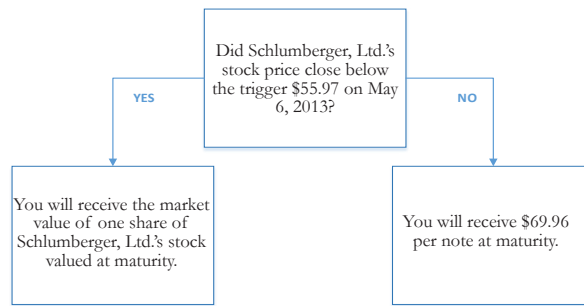 Did Schlumberger, Ltd.'s
stock price close below
the trigger $55.97 on May
6, 2013?
YES
NO
You will receive the market
value of one share of
Schlumberger, Ltd.'s stock
valued at maturity.
You will receive $69.96
per note at maturity.